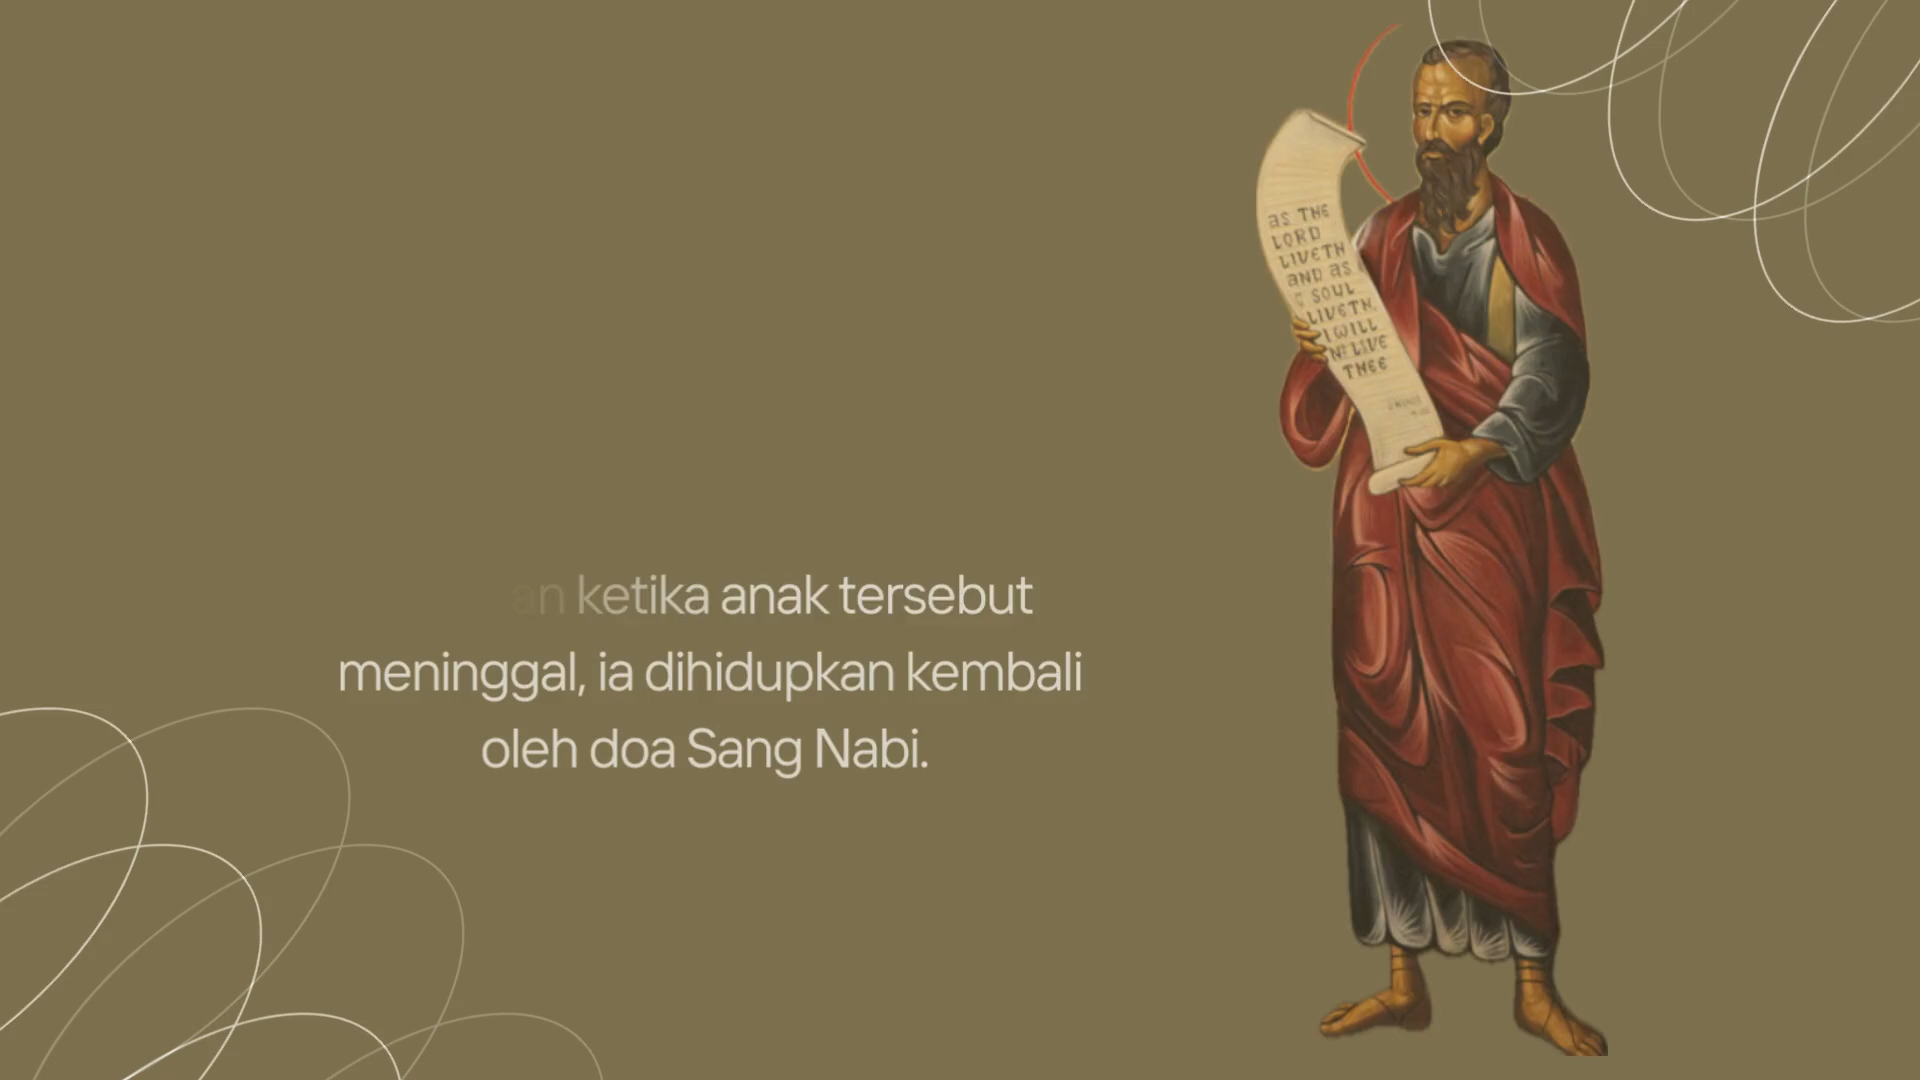 an ketika anak tersebut
meninggal, ia dihidupkan kembali
oleh doa Sang Nabi.
AS THE
LORD
LIVETH
AND AS
SOUL
LIVETH,
I WILL
LIVE
THEE